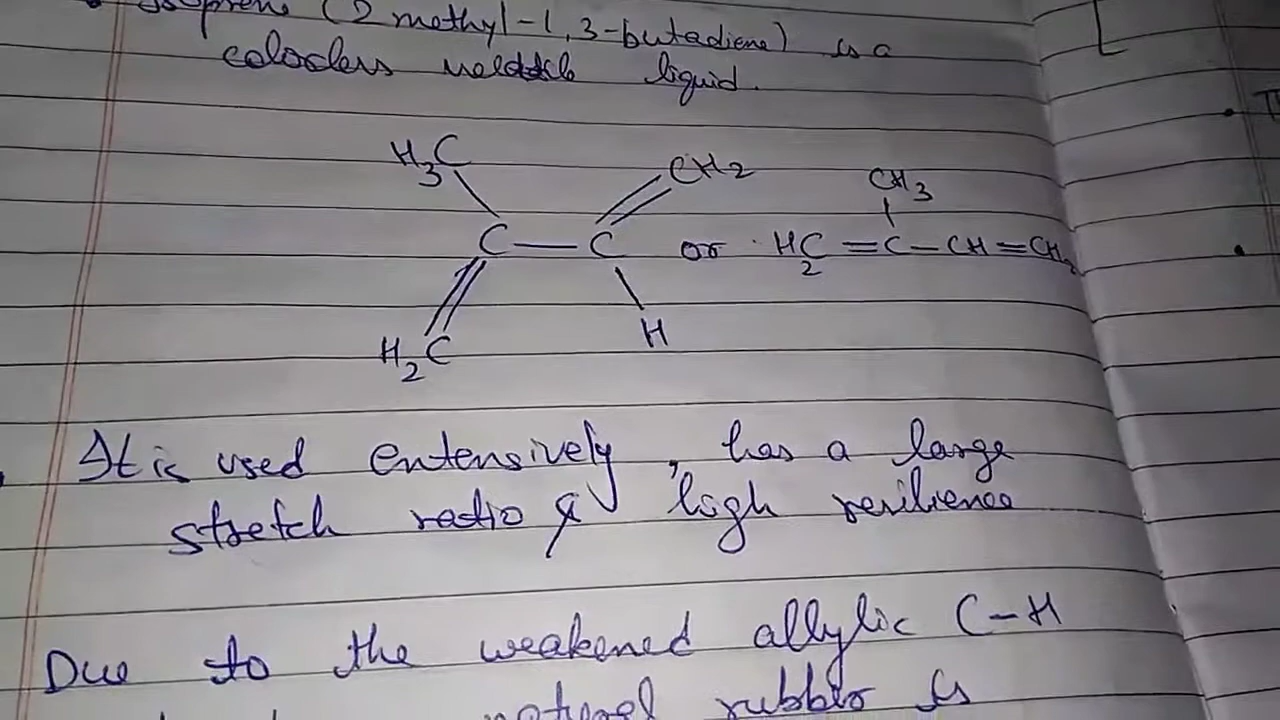 Isoprene (2 methyl-1,3-butadiene) is a
colorless volatile liquid.
H3C CH2
CH3
C — C or H2C = C — CH = CH2
H2C H
It is used extensively, has a large
stretch ratio & high resilience
Due to the weakened allylic C-H
natural rubber is